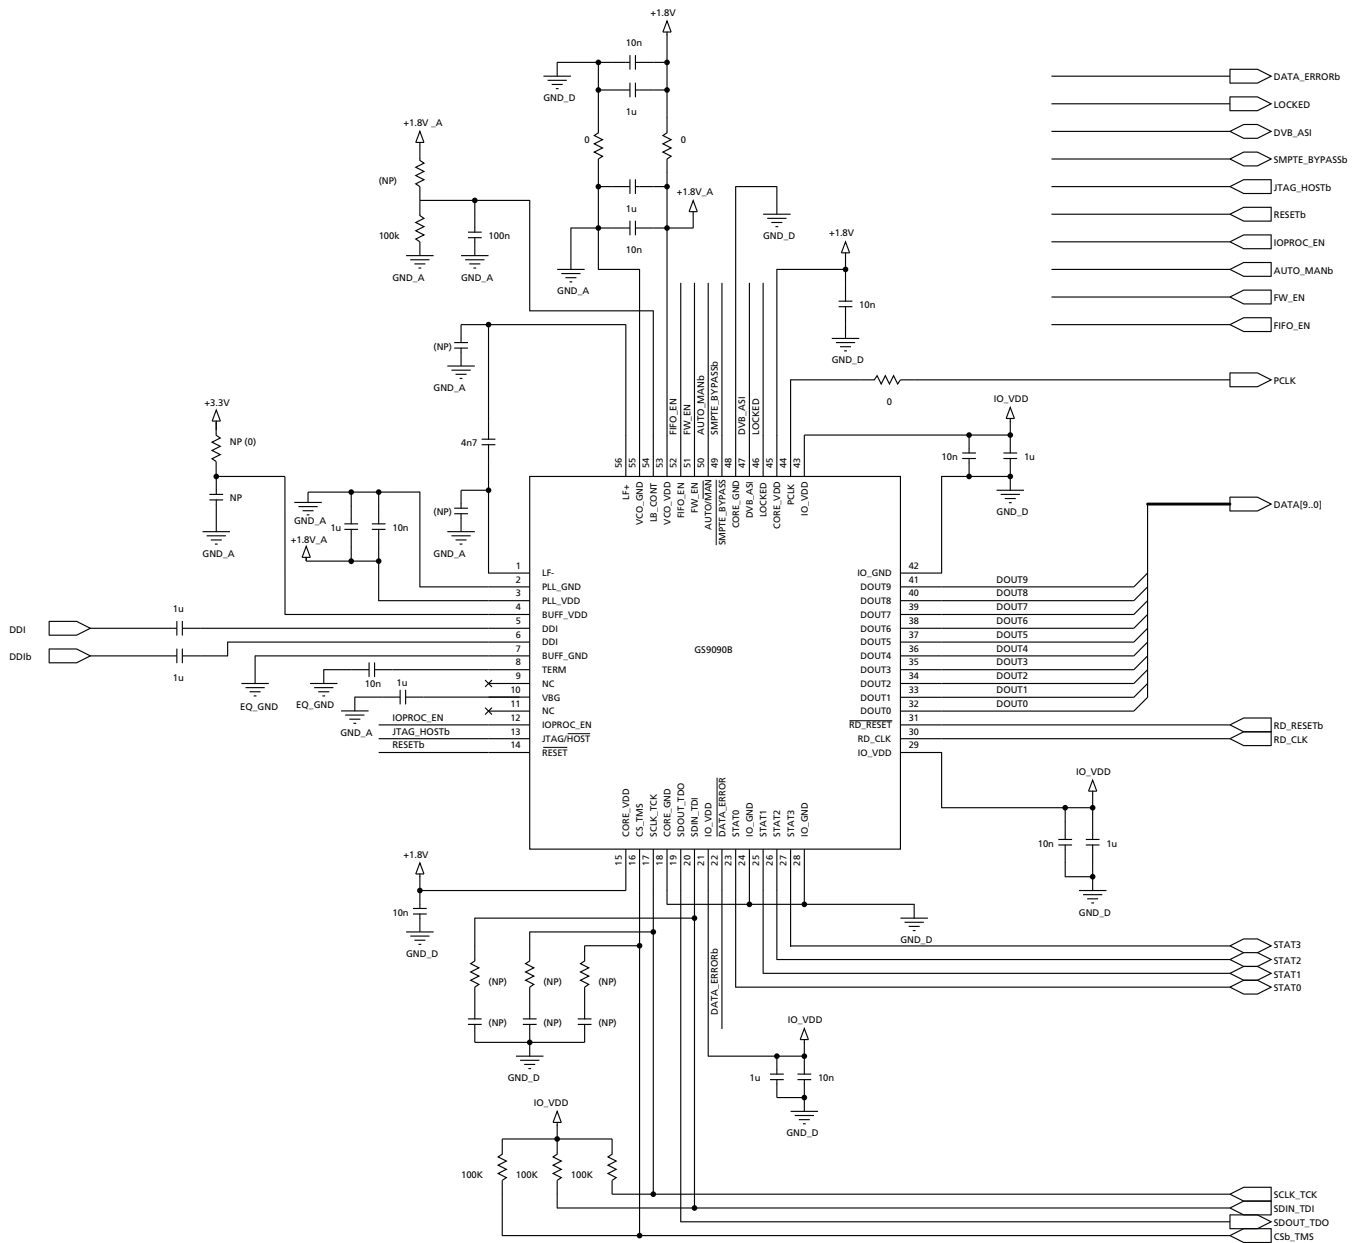 +1.8V
10n
GND_D
1u
0
0
+1.8V_A
1u
10n
GND_A
+1.8V _A
(NP)
100k
100n
GND_A
GND_A
GND_D
+1.8V
10n
GND_D
DATA_ERRORb
LOCKED
DVB_ASI
SMPTE_BYPASSb
JTAG_HOSTb
RESETb
IOPROC_EN
AUTO_MANb
FW_EN
FIFO_EN
PCLK
0
(NP)
GND_A
4n7
(NP)
GND_A
FIFO_EN
FW_EN
AUTO_MANb
SMPTE_BYPASSb
DVB_ASI
LOCKED
+3.3V
NP (0)
NP
GND_A
GND_A
1u
10n
+1.8V_A
IO_VDD
10n
1u
GND_D
DATA[9..0]
56
55
54
53
52
51
50
49
48
47
46
45
44
43
LF+
VCO_GND
LB_CONT
VCO_VDD
FIFO_EN
FW_EN
AUTO/MAN
SMPTE_BYPASS
CORE_GND
DVB_ASI
LOCKED
CORE_VDD
PCLK
IO_VDD
1 LF-
2 PLL_GND
3 PLL_VDD
4 BUFF_VDD
5 DDI
6 DDI
7 BUFF_GND
8 TERM
9 NC
10 VBG
11 NC
12 IOPROC_EN
13 JTAG/HOST
14 RESET
DDI
DDIb
1u
1u
EQ_GND
EQ_GND
10n
1u
GND_A
IOPROC_EN
JTAG_HOSTb
RESETb
GS9090B
IO_GND 42
DOUT9 41 DOUT9
DOUT8 40 DOUT8
DOUT7 39 DOUT7
DOUT6 38 DOUT6
DOUT5 37 DOUT5
DOUT4 36 DOUT4
DOUT3 35 DOUT3
DOUT2 34 DOUT2
DOUT1 33 DOUT1
DOUT0 32 DOUT0
RD_RESET 31 RD_RESETb
RD_CLK 30 RD_CLK
IO_VDD 29
IO_VDD
10n
1u
GND_D
CORE_VDD
CS_TMS
SCLK_TCK
CORE_GND
SDOUT_TDO
SDIN_TDI
IO_VDD
DATA_ERROR
STAT0
IO_GND
STAT1
STAT2
STAT3
IO_GND
15
16
17
18
19
20
21
22
23
24
25
26
27
28
+1.8V
10n
GND_D
GND_D
STAT3
STAT2
STAT1
STAT0
DATA_ERRORb
(NP)
(NP)
(NP)
(NP)
(NP)
(NP)
GND_D
IO_VDD
1u
10n
GND_D
IO_VDD
100K
100K
100K
SCLK_TCK
SDIN_TDI
SDOUT_TDO
CSb_TMS